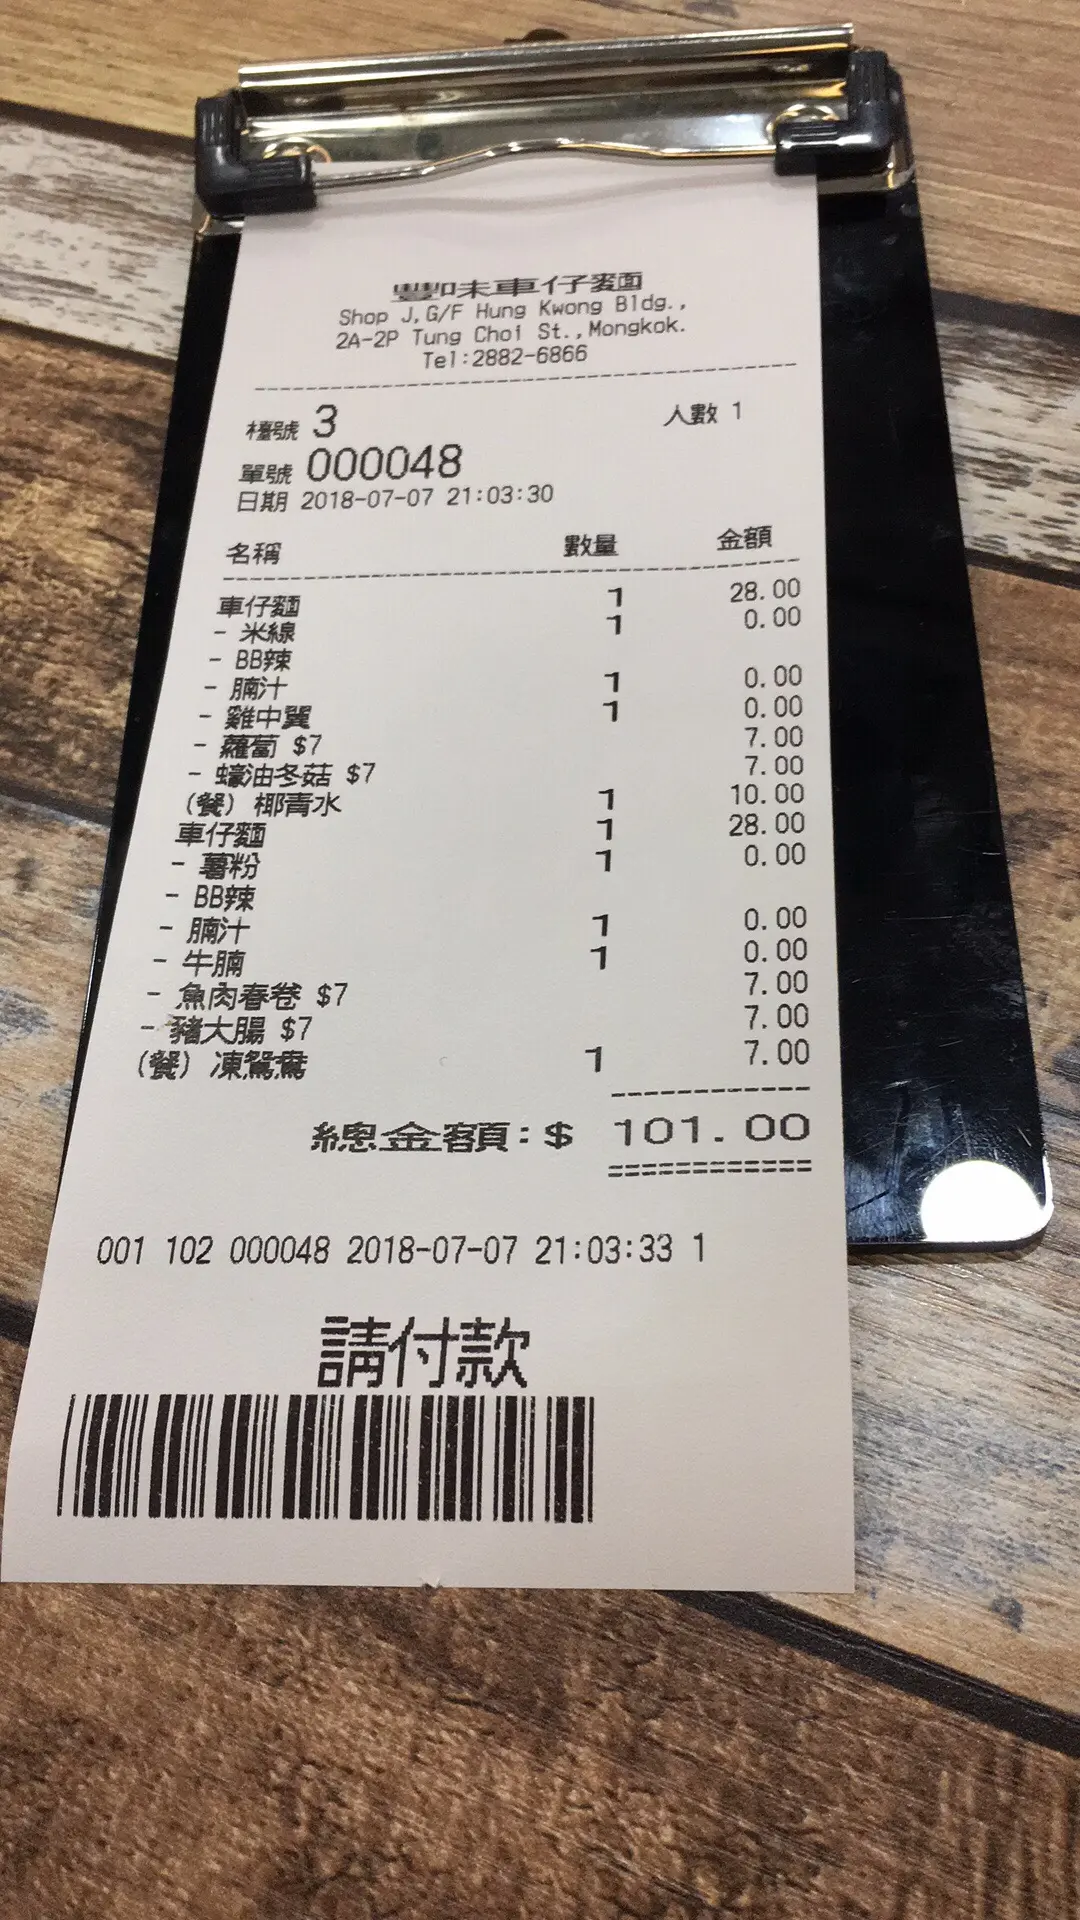 豐味車仔麵
Shop J,G/F Hung Kwong Bldg.,
2A-2P Tung Choi St.,Mongkok.
Tel:2882-6866
檯號 3 人數 1
單號 000048
日期 2018-07-07 21:03:30
名稱 數量 金額
車仔麵 1 28.00
- 米線 1 0.00
- BB辣
- 腩汁 1 0.00
- 雞中翼 1 0.00
- 蘿蔔 $7 7.00
- 蠔油冬菇 $7 7.00
(餐) 椰青水 1 10.00
車仔麵 1 28.00
- 薯粉 1 0.00
- BB辣
- 腩汁 1 0.00
- 牛腩 1 0.00
- 魚肉春卷 $7 7.00
- 豬大腸 $7 7.00
(餐) 凍鴛鴦 1 7.00
總金額:$ 101.00
001 102 000048 2018-07-07 21:03:33 1
請付款